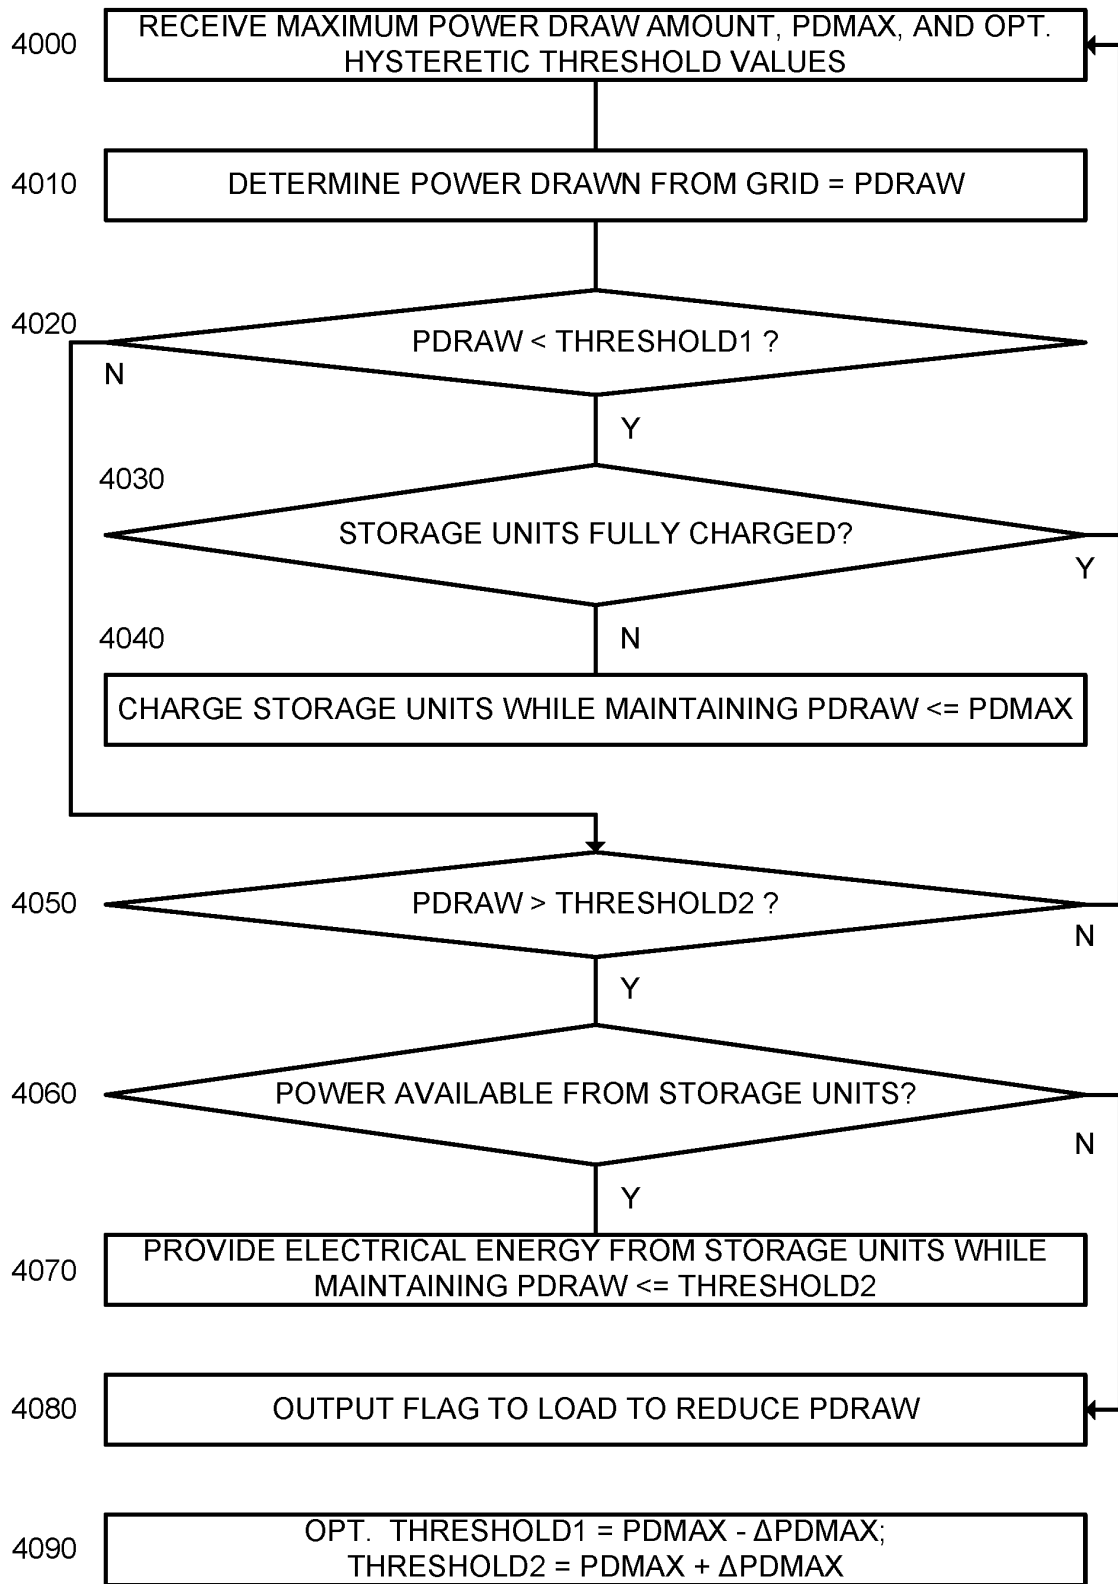 4000
RECEIVE MAXIMUM POWER DRAW AMOUNT, PDMAX, AND OPT.
HYSTERETIC THRESHOLD VALUES
4010
DETERMINE POWER DRAWN FROM GRID = PDRAW
4020
PDRAW < THRESHOLD1 ?
N
Y
4030
STORAGE UNITS FULLY CHARGED?
Y
4040
N
CHARGE STORAGE UNITS WHILE MAINTAINING PDRAW <= PDMAX
4050
PDRAW > THRESHOLD2 ?
N
Y
4060
POWER AVAILABLE FROM STORAGE UNITS?
N
Y
4070
PROVIDE ELECTRICAL ENERGY FROM STORAGE UNITS WHILE
MAINTAINING PDRAW <= THRESHOLD2
4080
OUTPUT FLAG TO LOAD TO REDUCE PDRAW
4090
OPT. THRESHOLD1 = PDMAX - ΔPDMAX;
THRESHOLD2 = PDMAX + ΔPDMAX